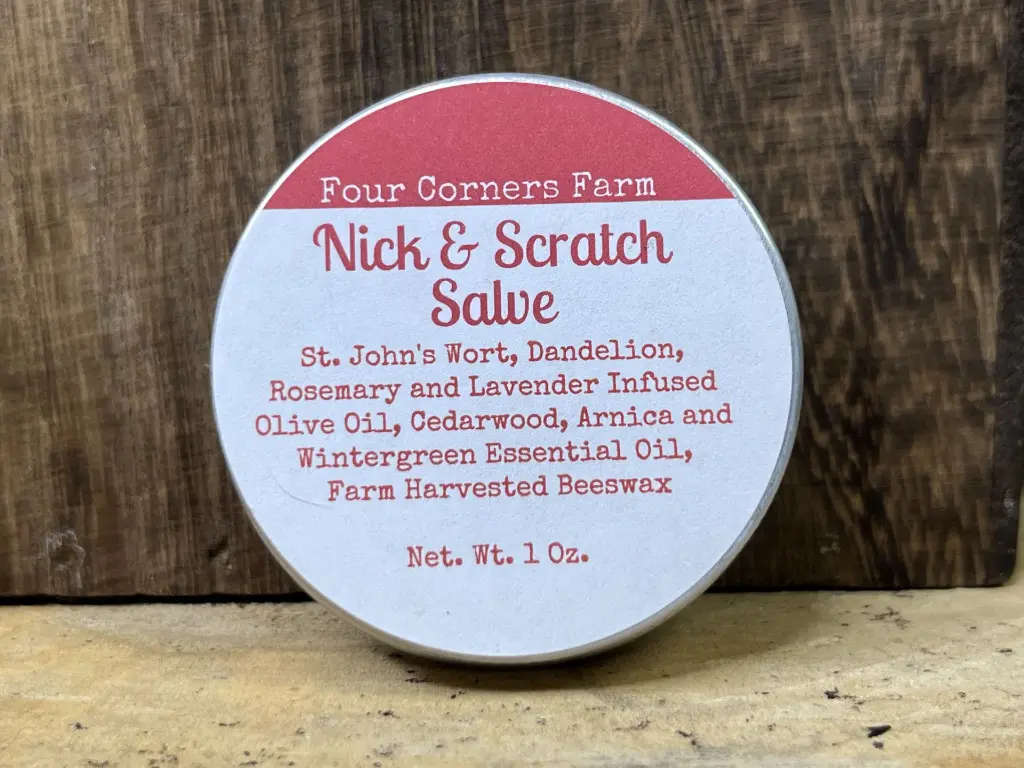 Four Corners Farm
Nick & Scratch
Salve
St. John's Wort, Dandelion,
Rosemary and Lavender Infused
Olive Oil, Cedarwood, Arnica and
Wintergreen Essential Oil,
Farm Harvested Beeswax
Net. Wt. 1 Oz.